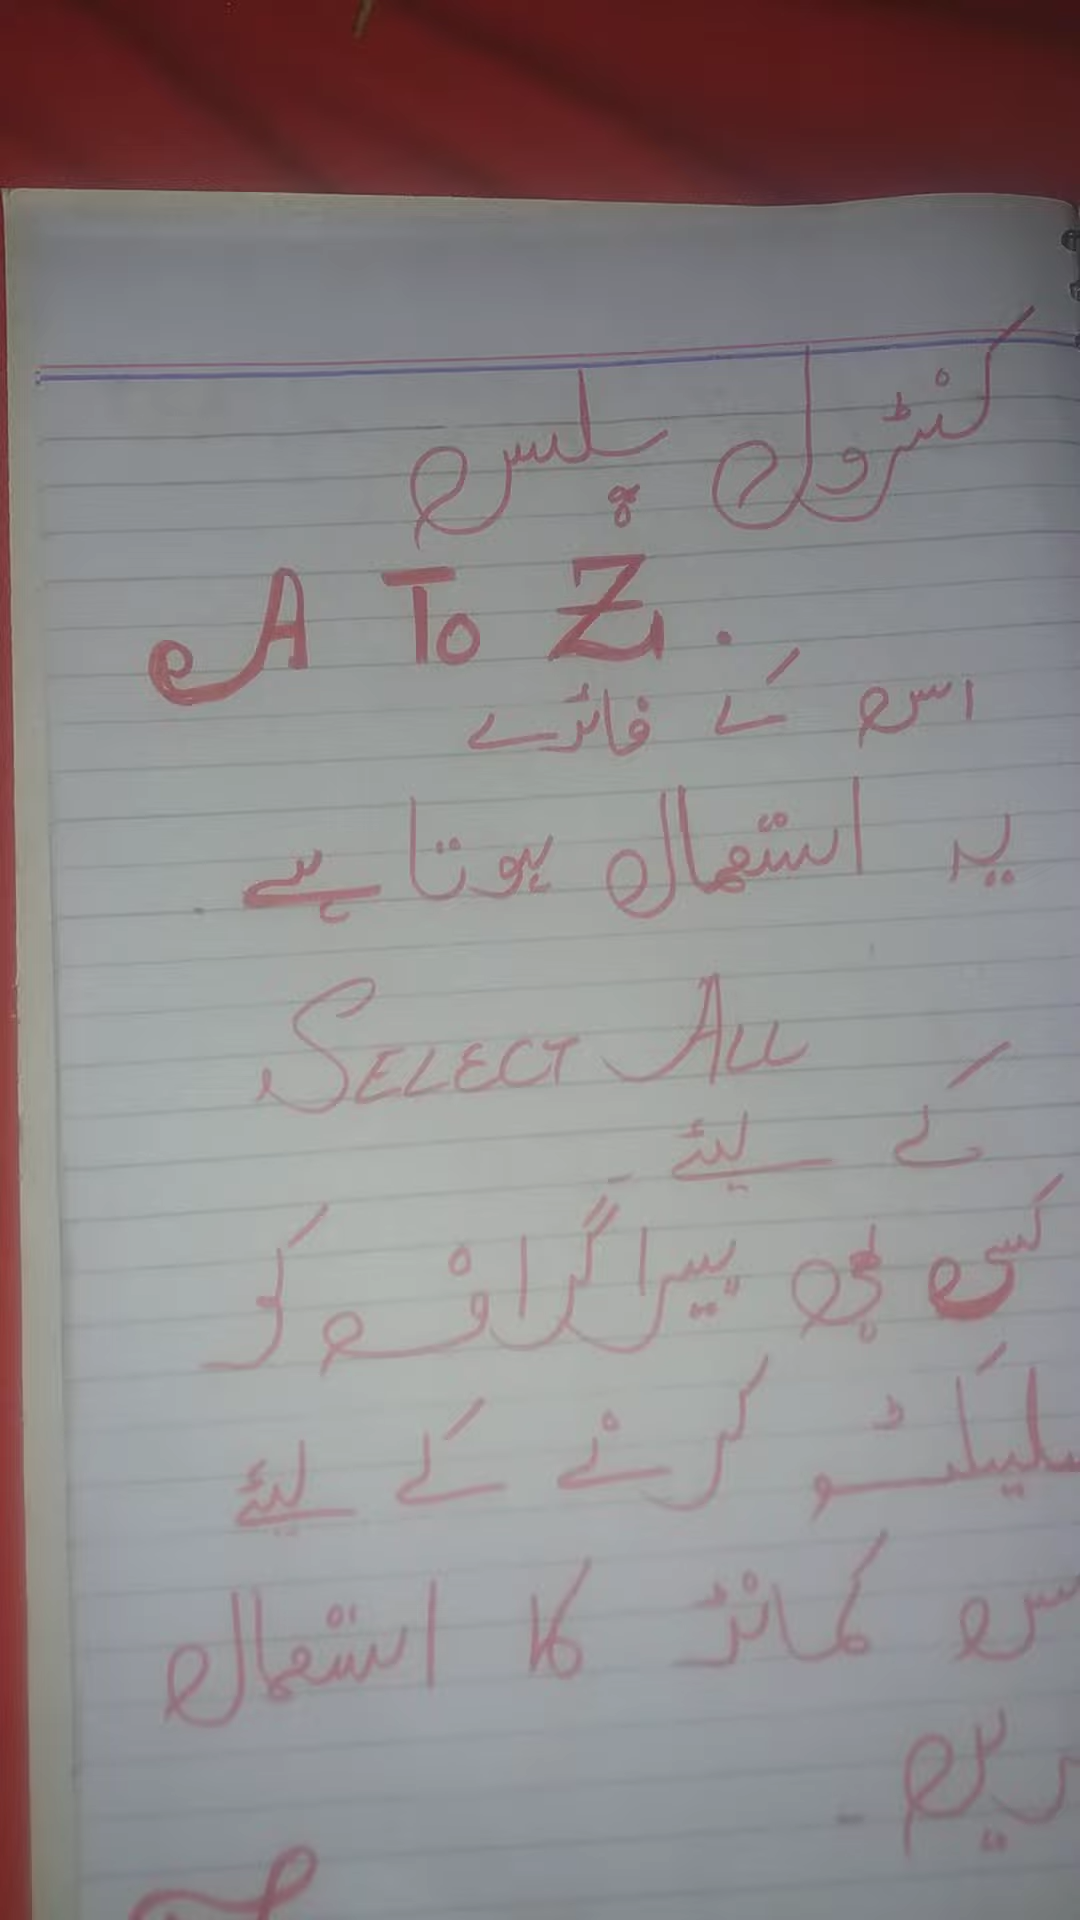 کنٹرول پلس
A To Z.
اس کے فائدے
یہ استعمال ہوتا ہے
SELECT ALL
کے لیئے
کسی بھی پیراگراف کو
سلیکٹ کرنے کے لیئے
اس کمانڈ کا استعمال
کریں